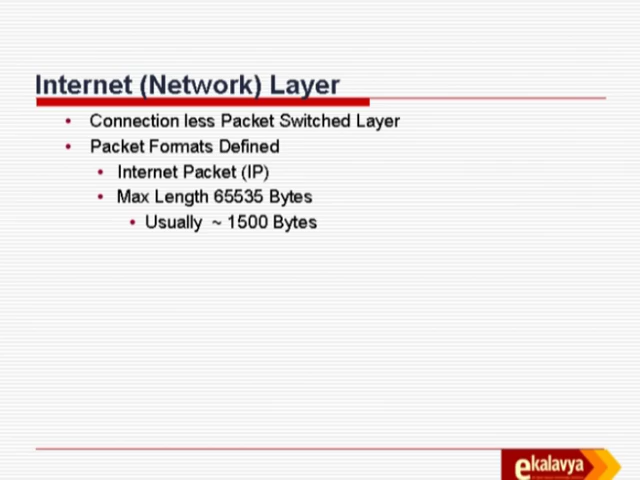 Internet (Network) Layer
• Connection less Packet Switched Layer
• Packet Formats Defined
• Internet Packet (IP)
• Max Length 65535 Bytes
• Usually ~ 1500 Bytes
ekalavya